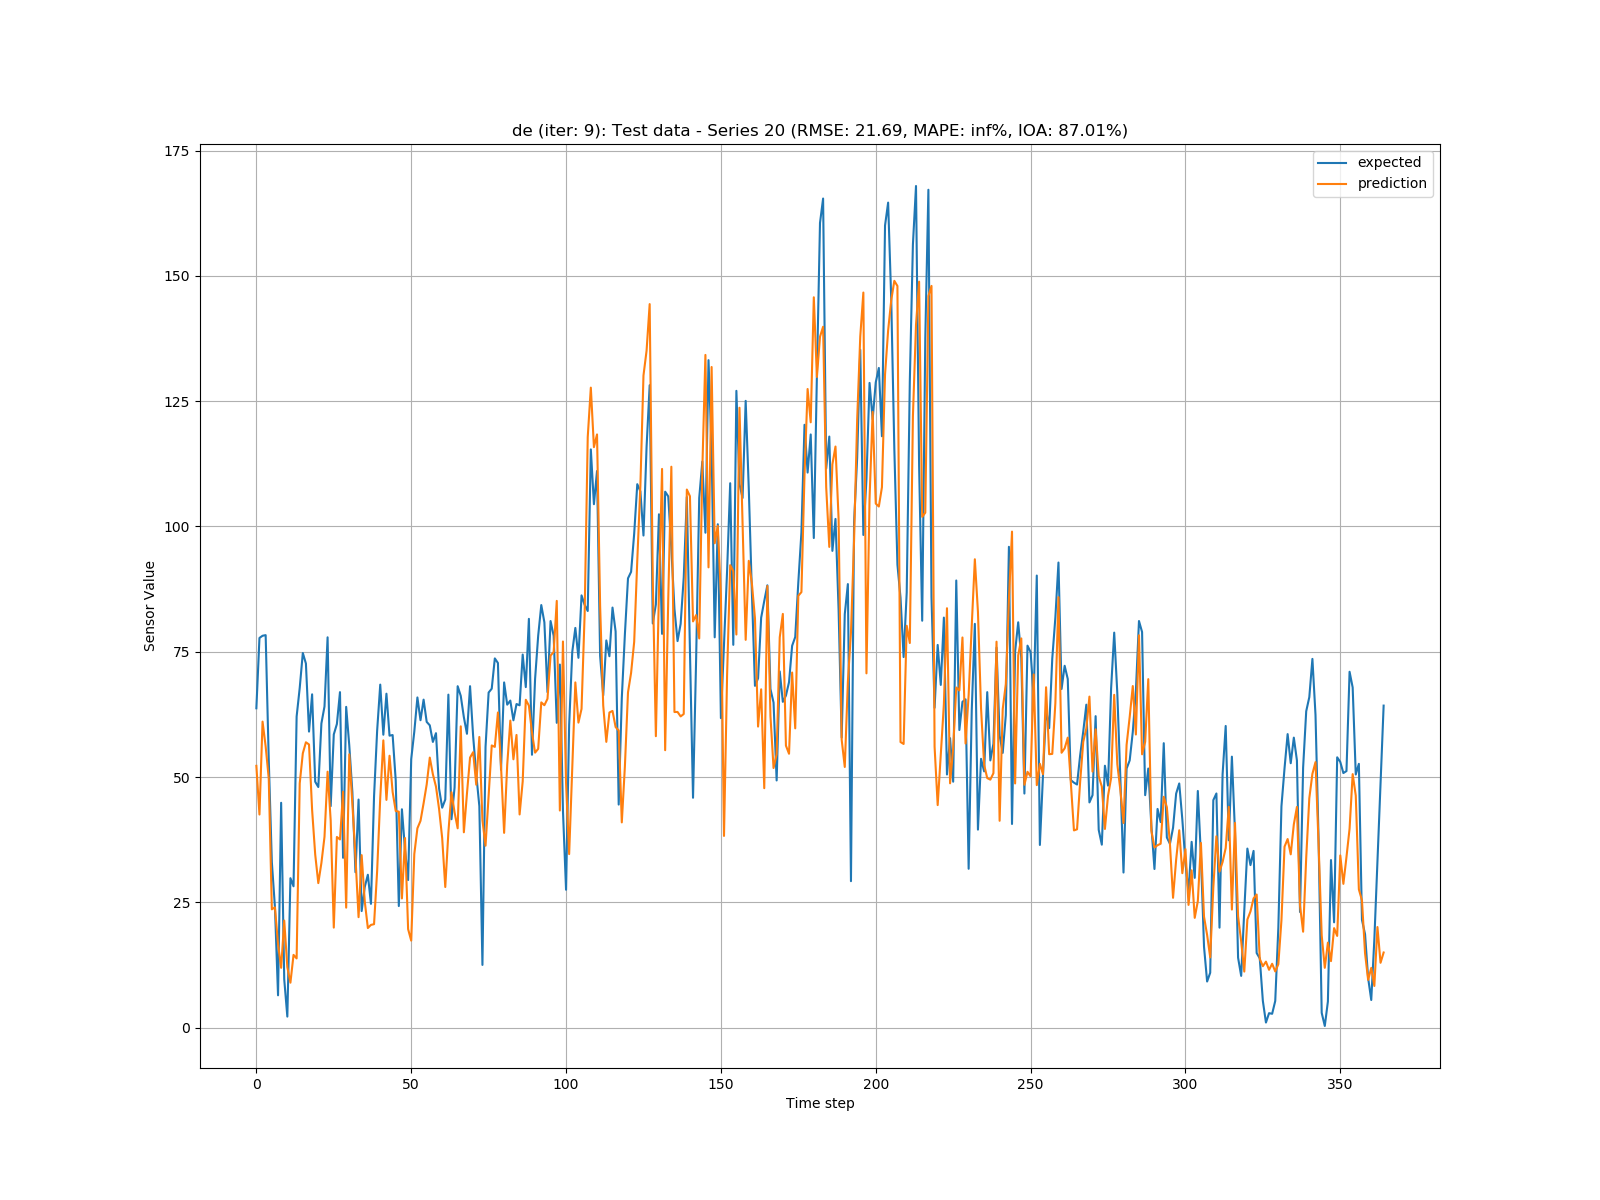 de (iter: 9): Test data - Series 20 (RMSE: 21.69, MAPE: inf%, IOA: 87.01%)
expected
prediction
175
150
125
100
75
50
25
0
Sensor Value
0 50 100 150 200 250 300 350
Time step